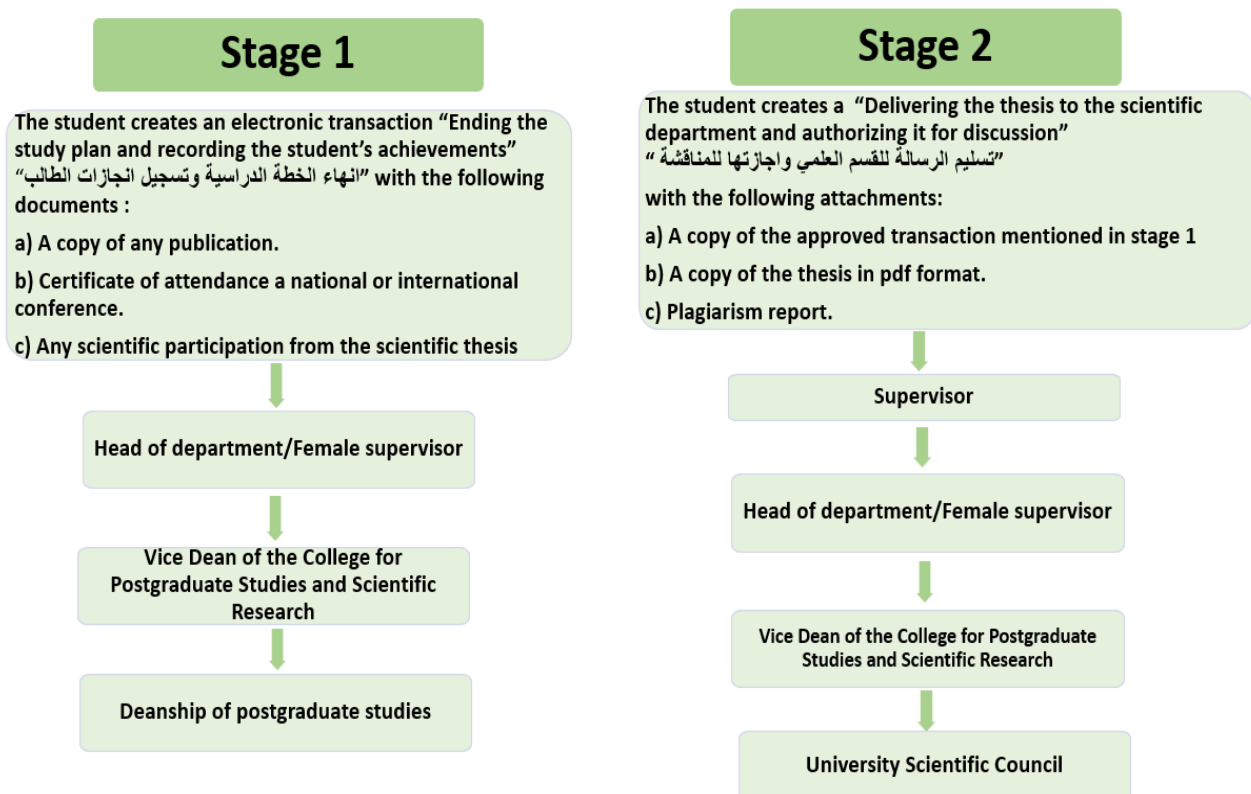 Stage 1
The student creates an electronic transaction “Ending the
study plan and recording the student’s achievements”
“انهاء الخطة الدراسية وتسجيل انجازات الطالب” with the following
documents :
a) A copy of any publication.
b) Certificate of attendance a national or international
conference.
c) Any scientific participation from the scientific thesis
Head of department/Female supervisor
Vice Dean of the College for
Postgraduate Studies and Scientific
Research
Deanship of postgraduate studies
Stage 2
The student creates a “Delivering the thesis to the scientific
department and authorizing it for discussion”
“تسليم الرسالة للقسم العلمي واجازتها للمناقشة”
with the following attachments:
a) A copy of the approved transaction mentioned in stage 1
b) A copy of the thesis in pdf format.
c) Plagiarism report.
Supervisor
Head of department/Female supervisor
Vice Dean of the College for Postgraduate
Studies and Scientific Research
University Scientific Council